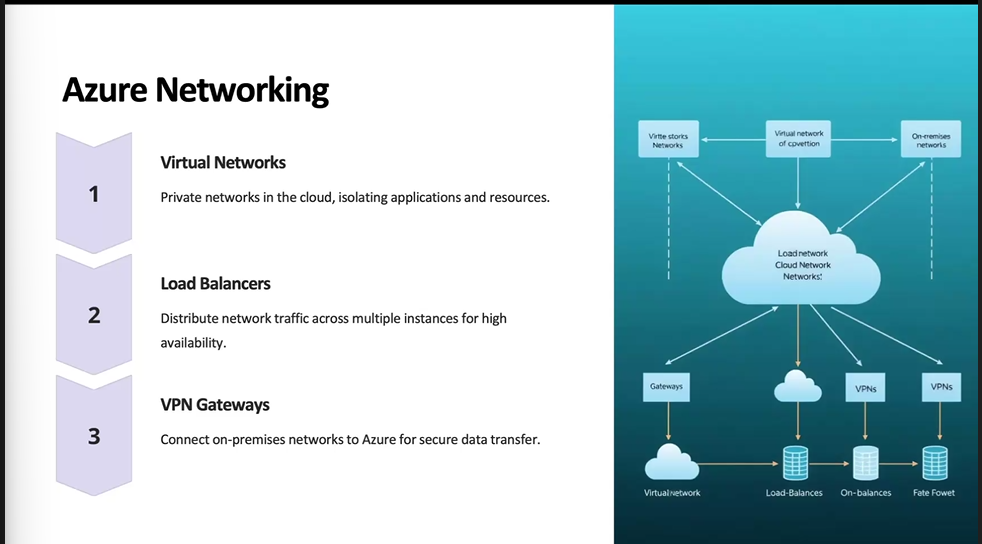 Azure Networking
1
Virtual Networks
Private networks in the cloud, isolating applications and resources.
2
Load Balancers
Distribute network traffic across multiple instances for high
availability.
3
VPN Gateways
Connect on-premises networks to Azure for secure data transfer.
Networks
Virtual network
of
On-premises
networks
Load network
Cloud Network
Networks:
Gateways
VPNs
VPNs
Virtual network
Load-Balances
On-balances
Fate Fowet